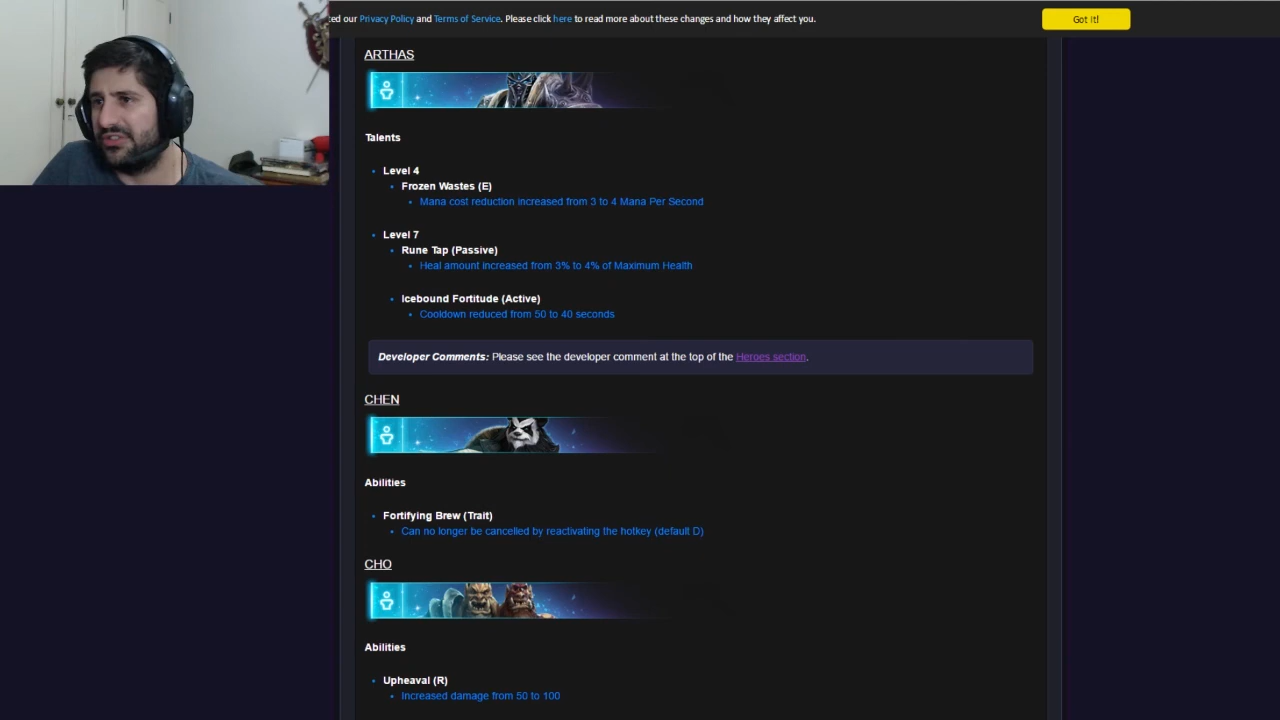 ted our Privacy Policy and Terms of Service. Please click here to read more about these changes and how they affect you.
Got it!
ARTHAS
Talents
Level 4
Frozen Wastes (E)
Mana cost reduction increased from 3 to 4 Mana Per Second
Level 7
Rune Tap (Passive)
Heal amount increased from 3% to 4% of Maximum Health
Icebound Fortitude (Active)
Cooldown reduced from 50 to 40 seconds
Developer Comments: Please see the developer comment at the top of the Heroes section.
CHEN
Abilities
Fortifying Brew (Trait)
Can no longer be cancelled by reactivating the hotkey (default D)
CHO
Abilities
Upheaval (R)
Increased damage from 50 to 100